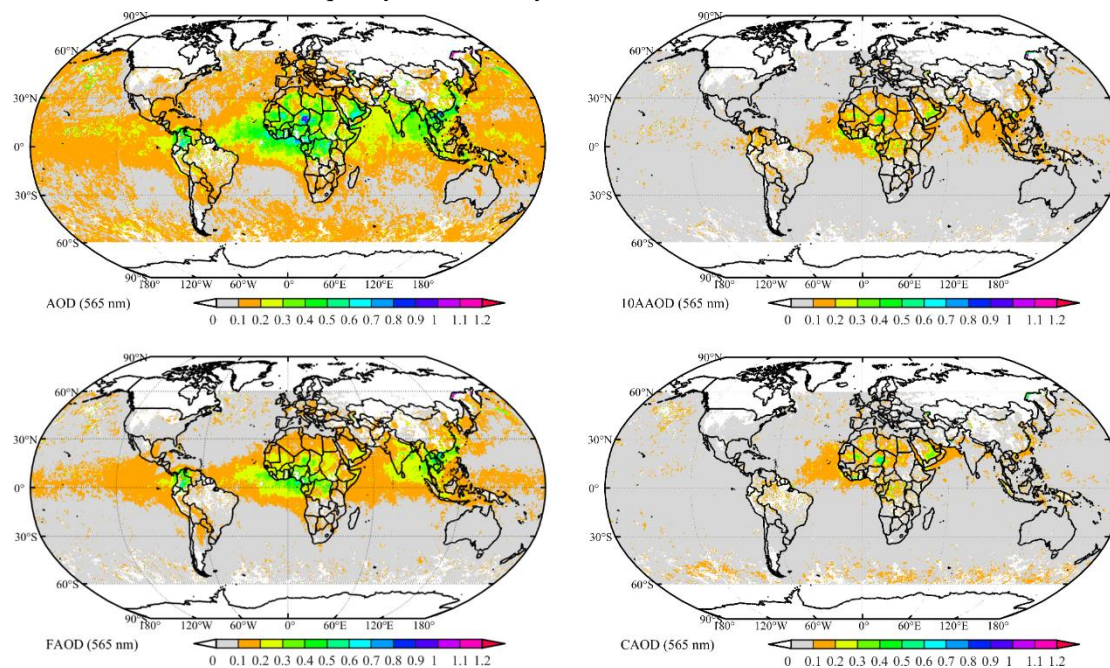 90°N 90°N
60°N 60°N
30°N 30°N
0° 0°
30°S 30°S
60°S 60°S
90° 90°
180° 120°W 60°W 0° 60°E 120°E 180° 180° 120°W 60°W 0° 60°E 120°E 180°
AOD (565 nm) 10AAOD (565 nm)
0 0.1 0.2 0.3 0.4 0.5 0.6 0.7 0.8 0.9 1 1.1 1.2 0 0.1 0.2 0.3 0.4 0.5 0.6 0.7 0.8 0.9 1 1.1 1.2
90°N 90°N
60°N 60°N
30°N 30°N
0° 0°
30°S 30°S
60°S 60°S
90° 90°
180° 120°W 60°W 0° 60°E 120°E 180° 180° 120°W 60°W 0° 60°E 120°E 180°
FAOD (565 nm) CAOD (565 nm)
0 0.1 0.2 0.3 0.4 0.5 0.6 0.7 0.8 0.9 1 1.1 1.2 0 0.1 0.2 0.3 0.4 0.5 0.6 0.7 0.8 0.9 1 1.1 1.2